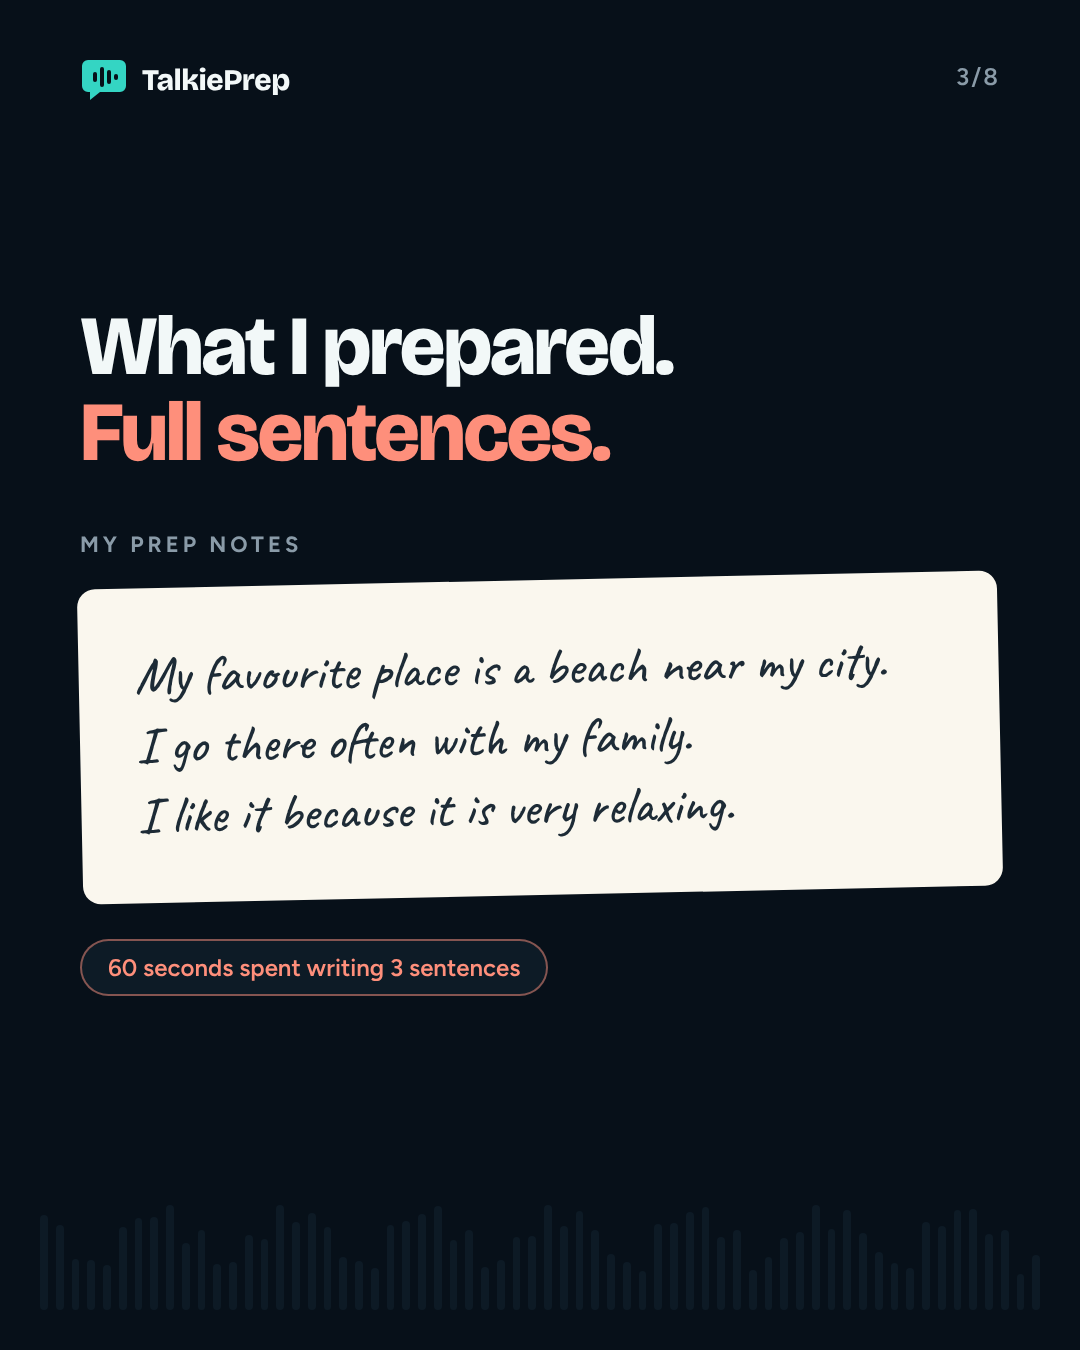 TalkiePrep
3/8
What I prepared.
Full sentences.
MY PREP NOTES
My favourite place is a beach near my city.
I go there often with my family.
I like it because it is very relaxing.
60 seconds spent writing 3 sentences